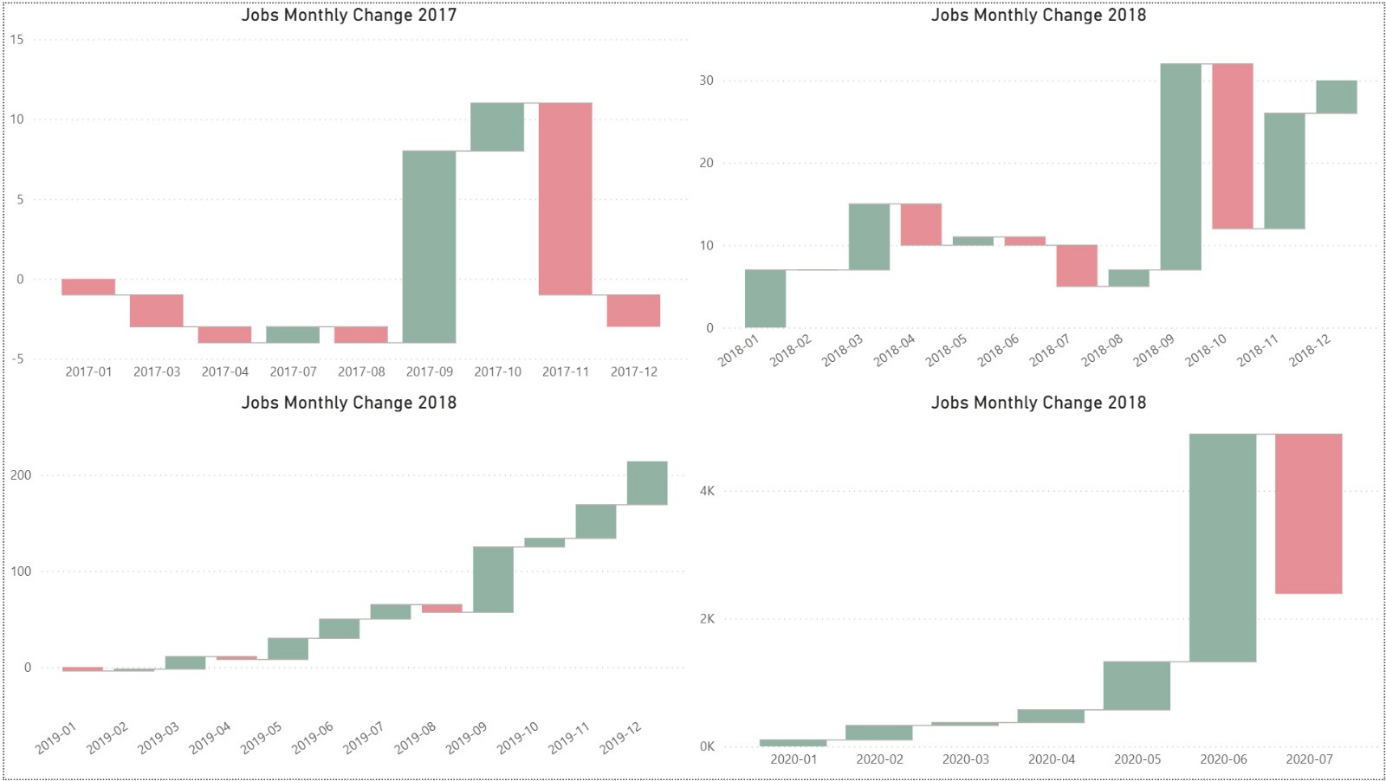 Jobs Monthly Change 2017
15
10
5
0
-5
2017-01 2017-03 2017-04 2017-07 2017-08 2017-09 2017-10 2017-11 2017-12
Jobs Monthly Change 2018
30
20
10
0
2018-01 2018-02 2018-03 2018-04 2018-05 2018-06 2018-07 2018-08 2018-09 2018-10 2018-11 2018-12
Jobs Monthly Change 2018
200
100
0
2019-01 2019-02 2019-03 2019-04 2019-05 2019-06 2019-07 2019-08 2019-09 2019-10 2019-11 2019-12
Jobs Monthly Change 2018
4K
2K
0K
2020-01 2020-02 2020-03 2020-04 2020-05 2020-06 2020-07